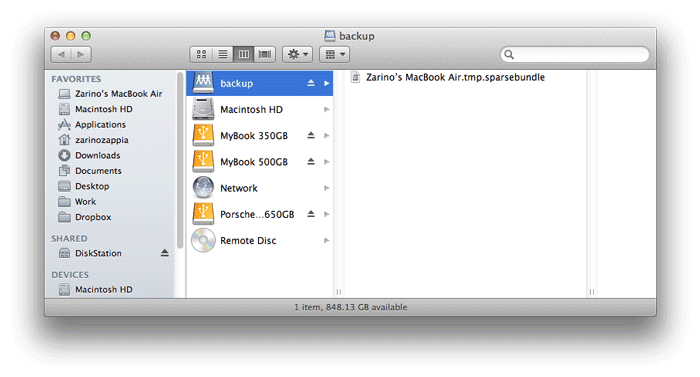 backup
FAVORITES
Zarino's MacBook Air
Macintosh HD
Applications
zarinozappia
Downloads
Documents
Desktop
Work
Dropbox
SHARED
DiskStation
DEVICES
Macintosh HD
backup
Macintosh HD
MyBook 350GB
MyBook 500GB
Network
Porsche...650GB
Remote Disc
Zarino's MacBook Air.tmp.sparsebundle
1 item, 848.13 GB available